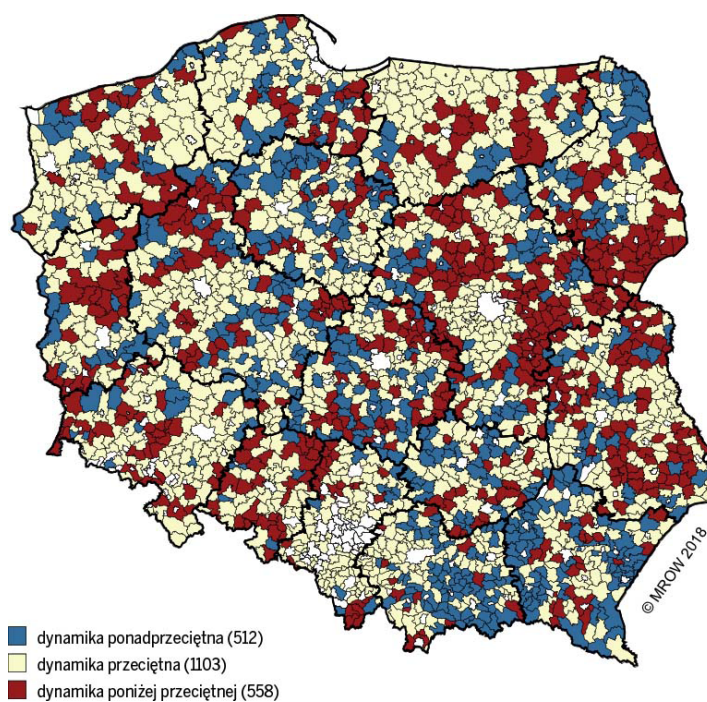 © MROW 2018
dynamika ponadprzeciętna (512)
dynamika przeciętna (1103)
dynamika poniżej przeciętnej (558)